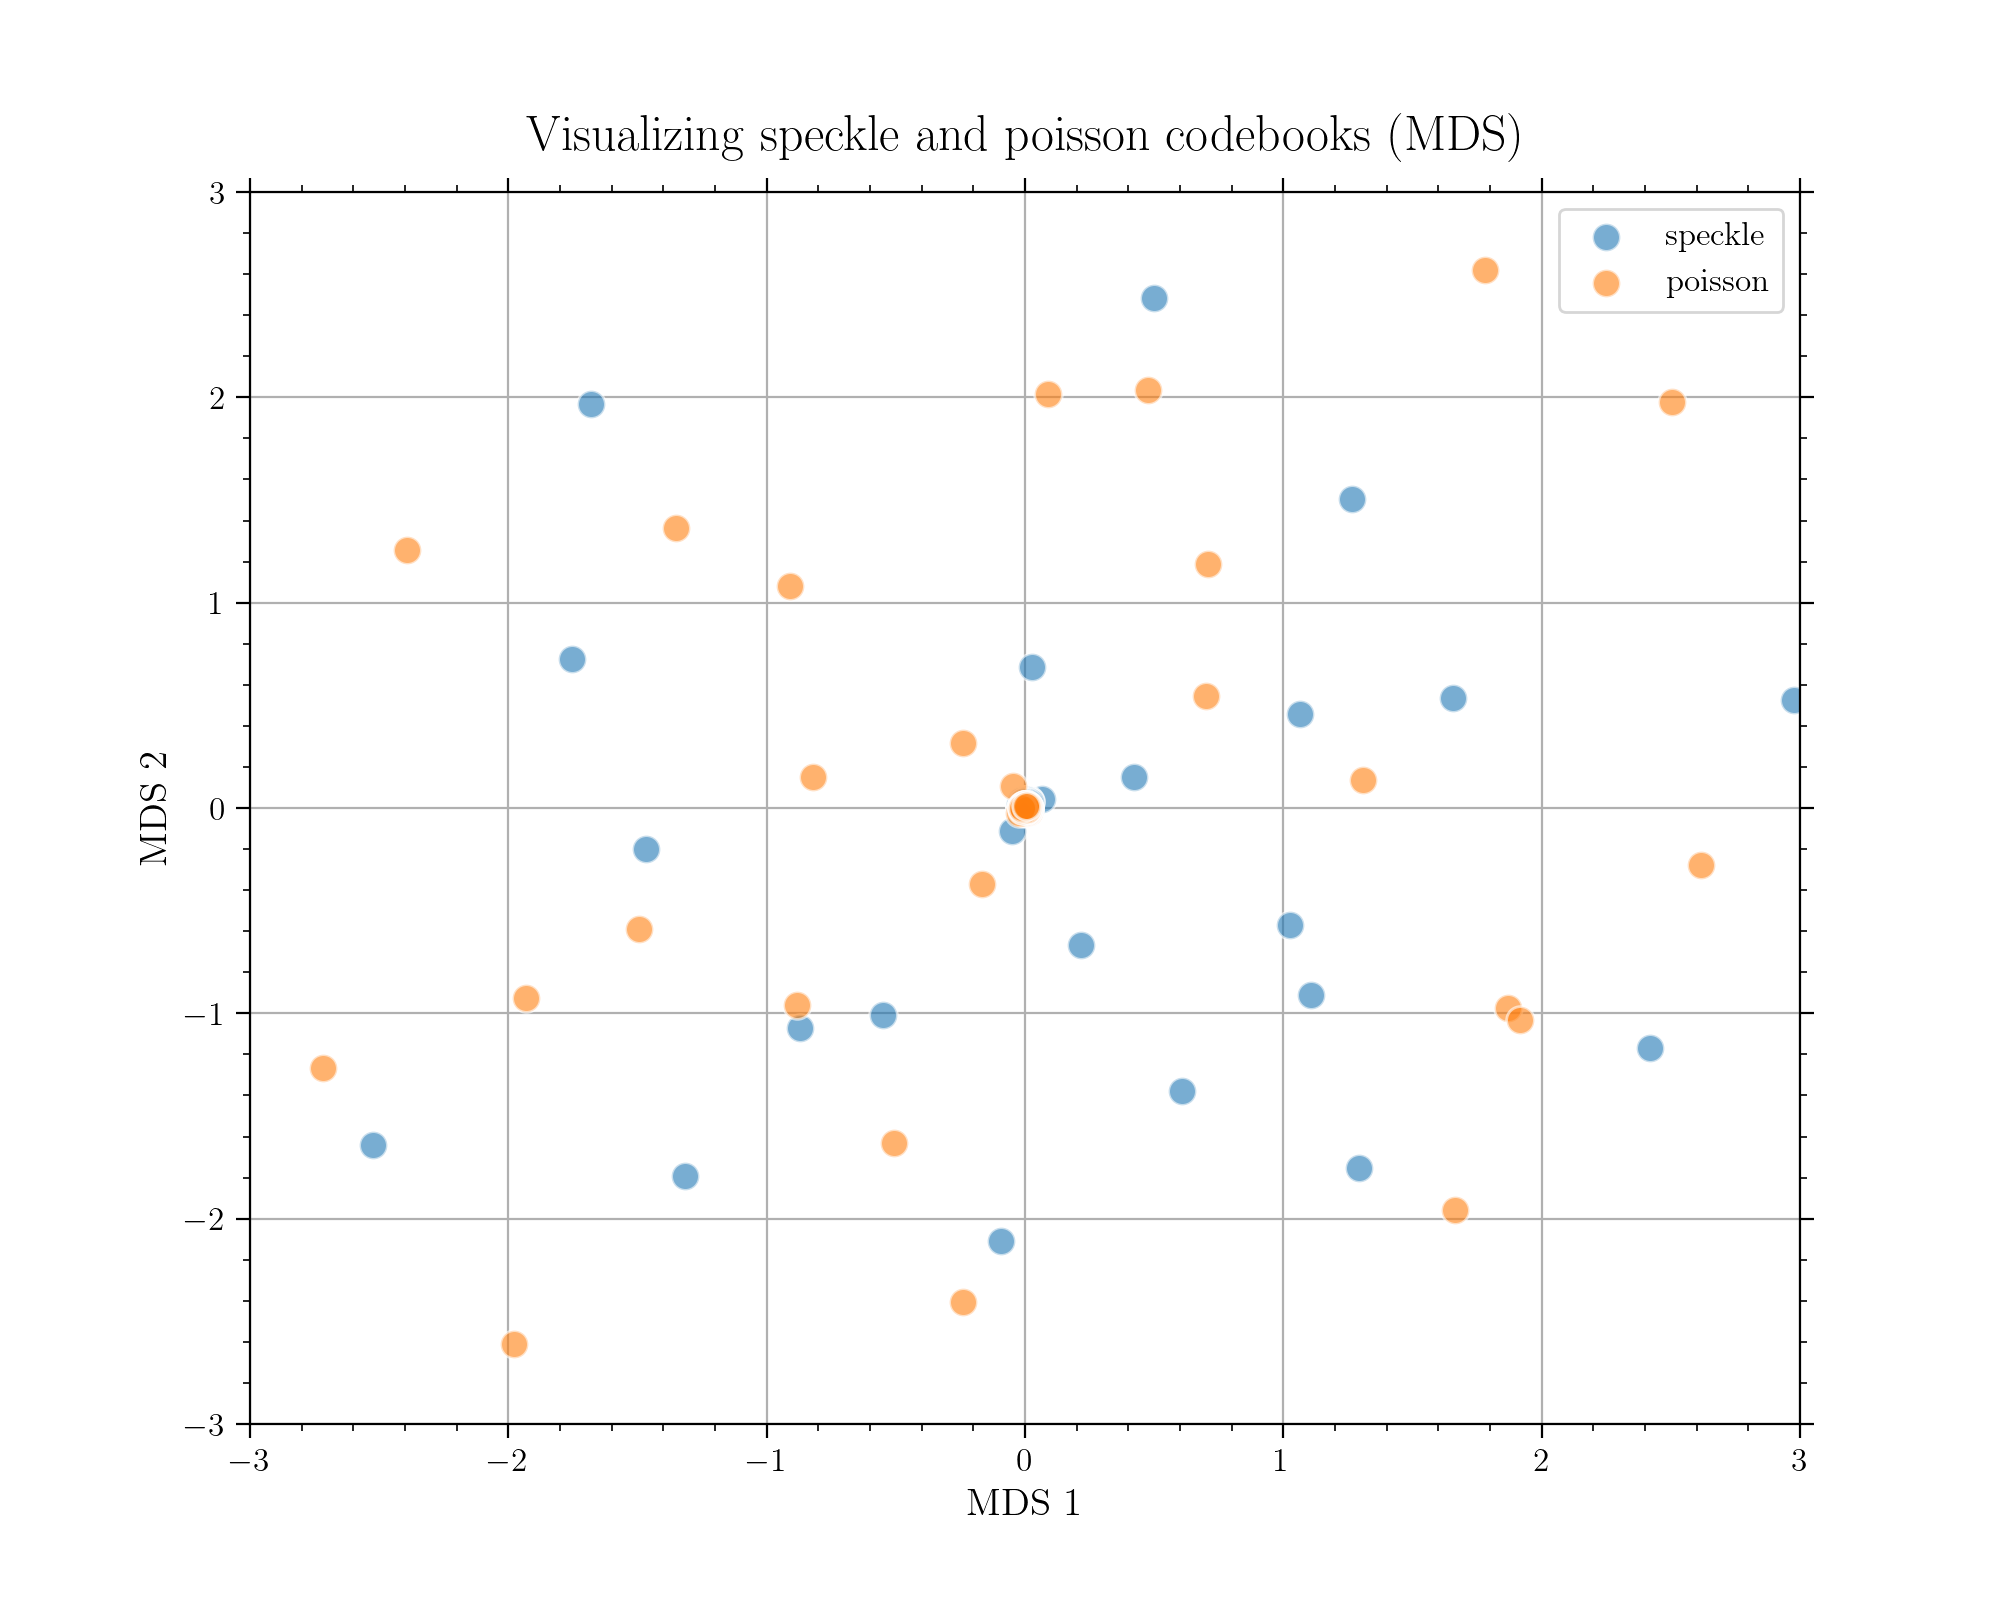 Visualizing speckle and poisson codebooks (MDS)
speckle
poisson
3
2
1
0
−1
−2
−3
MDS 2
−3
−2
−1
0
1
2
3
MDS 1